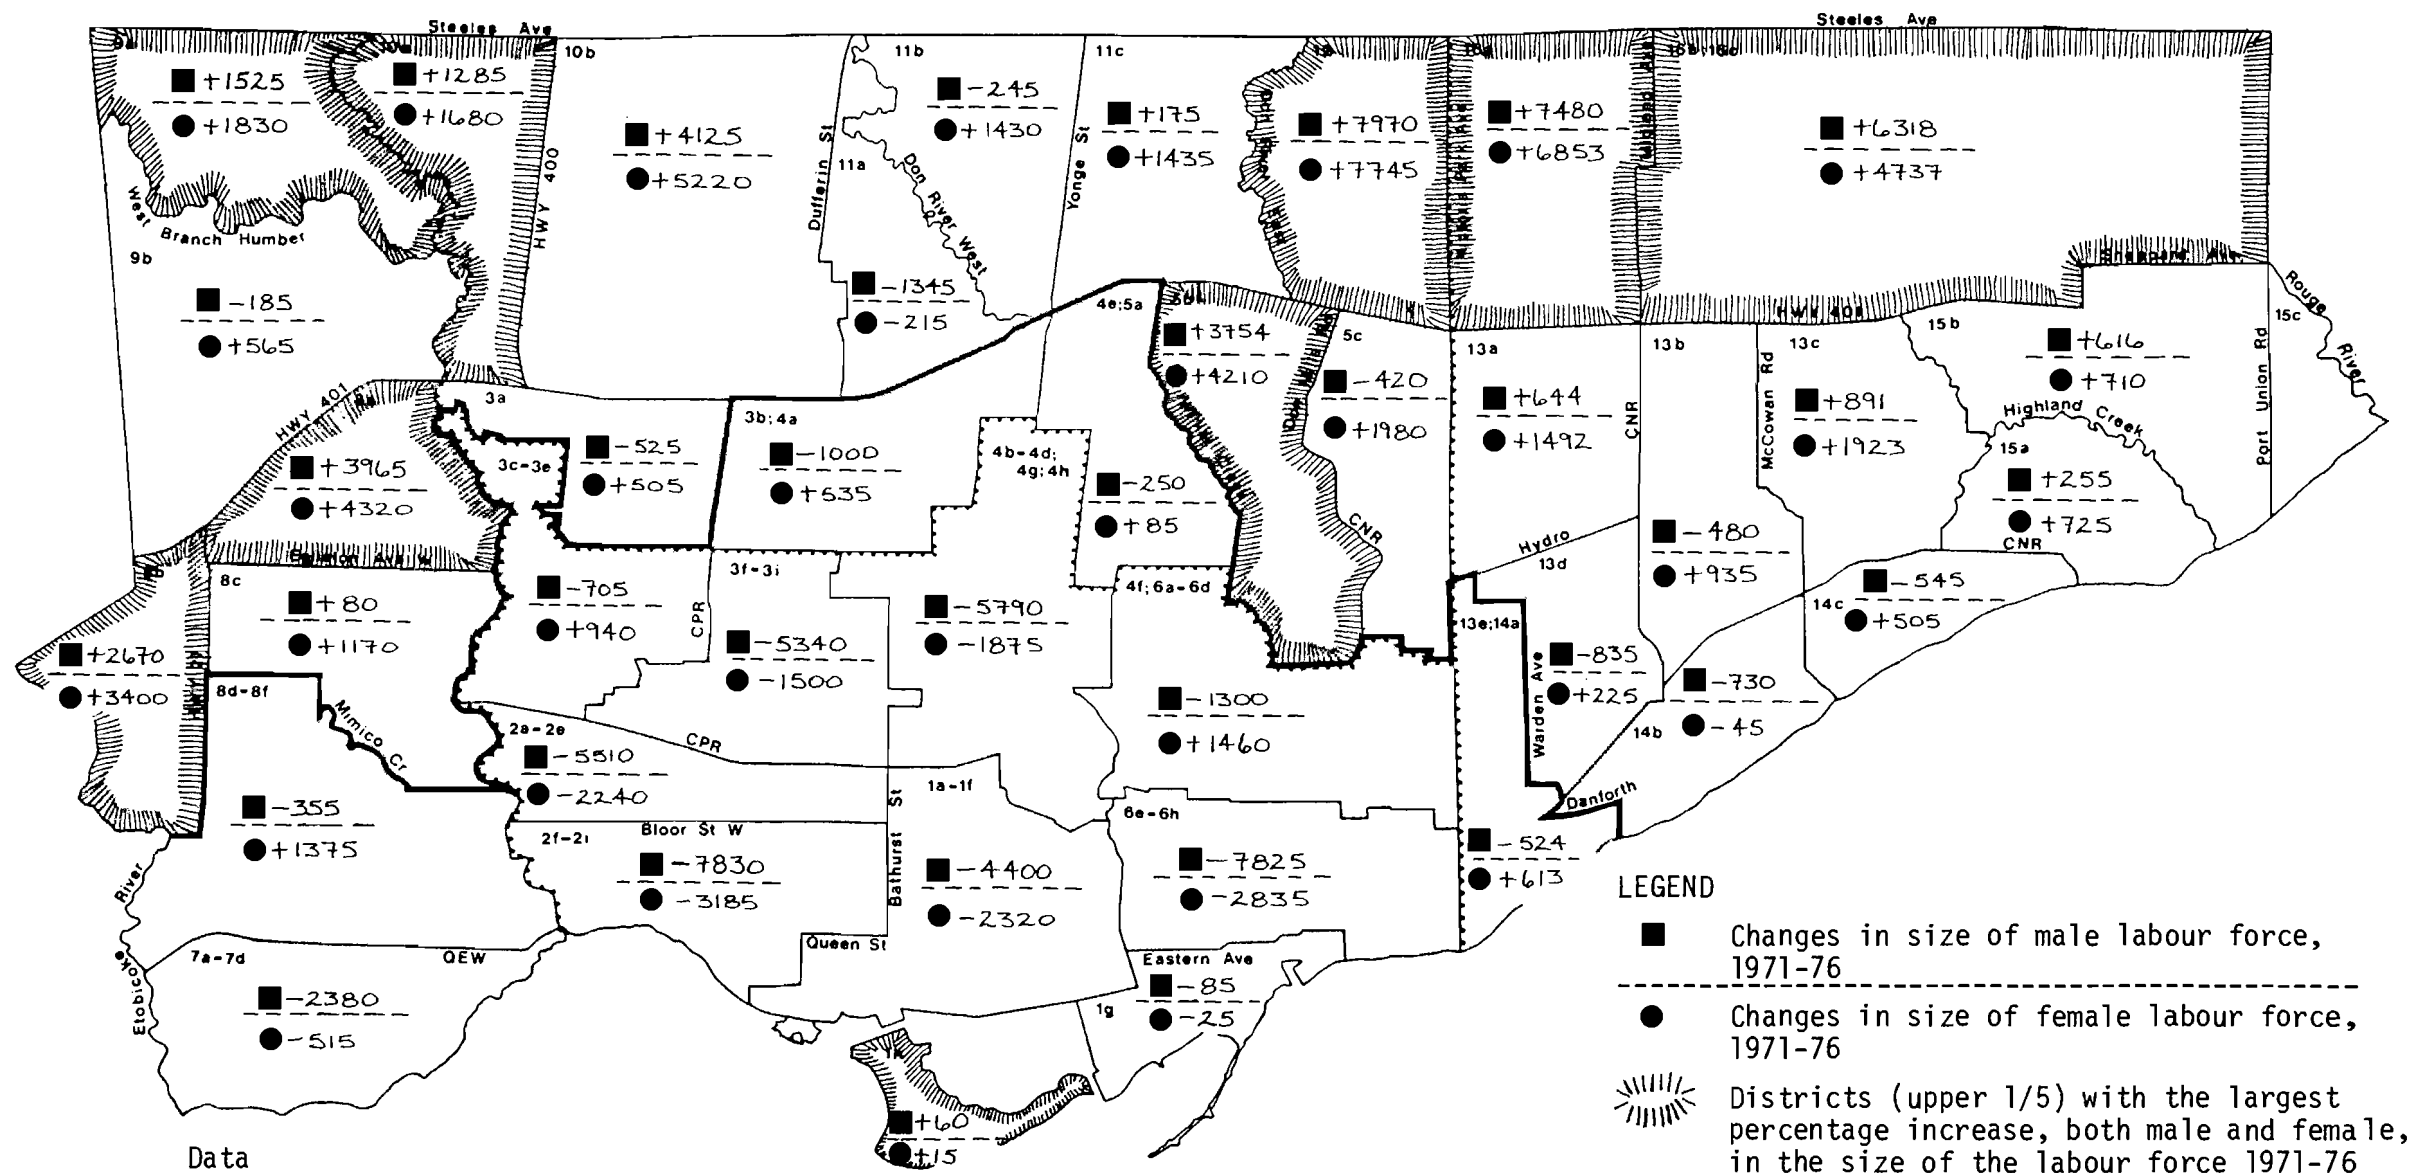 Steeles Ave
Steeles Ave
9a
■ +1525
● +1830
■ +1285
● +1680
HWY 400
10b
■ +4125
● +5220
Dufferin St
11a
11b
■ -245
● +1430
Don River West
■ -1345
● -215
Yonge St
11c
■ +175
● +1435
■ +7970
● +7745
■ +7480
● +6853
■ +6318
● +4737
Sheppard Ave
HWY 401
West Branch Humber
9b
■ -185
● +565
HWY 401
■ +3965
● +4320
Eglinton Ave W
3a
3c-3e
■ -525
● +505
3b; 4a
■ -1000
● +535
4b-4d;
4g; 4h
4e; 5a
■ -250
● +85
■ +3754
● +4210
5c
■ -420
● +1980
CNR
13a
■ +644
● +1492
CNR
Hydro
13d
13b
■ -480
● +935
McCowan Rd
13c
■ +891
● +1923
15b
■ +616
● +710
Highland Creek
15a
■ +255
● +725
CNR
Port Union Rd
15c
Rouge River
14c
■ -545
● +505
■ +2670
● +3400
8c
■ +80
● +1170
8d-8f
Mimico Cr
■ -355
● +1375
■ -705
● +940
CPR
3f-3i
■ -5340
● -1500
■ -5790
● -1875
4f; 6a-6d
■ -1300
● +1460
13e; 14a
Warden Ave
■ -835
● +225
■ -730
● -45
14b
Danforth
■ -524
● +613
2a-2e
CPR
■ -5510
● -2240
Bloor St W
2f-2i
■ -7830
● -3185
Bathurst St
1a-1f
■ -4400
● -2320
Queen St
6e-6h
■ -7825
● -2835
Eastern Ave
■ -85
● -25
1g
■ +60
● +15
Etobicoke River
7a-7d
QEW
■ -2380
● -515
Data
LEGEND
■ Changes in size of male labour force,
1971-76
● Changes in size of female labour force,
1971-76
Districts (upper 1/5) with the largest
percentage increase, both male and female,
in the size of the labour force 1971-76